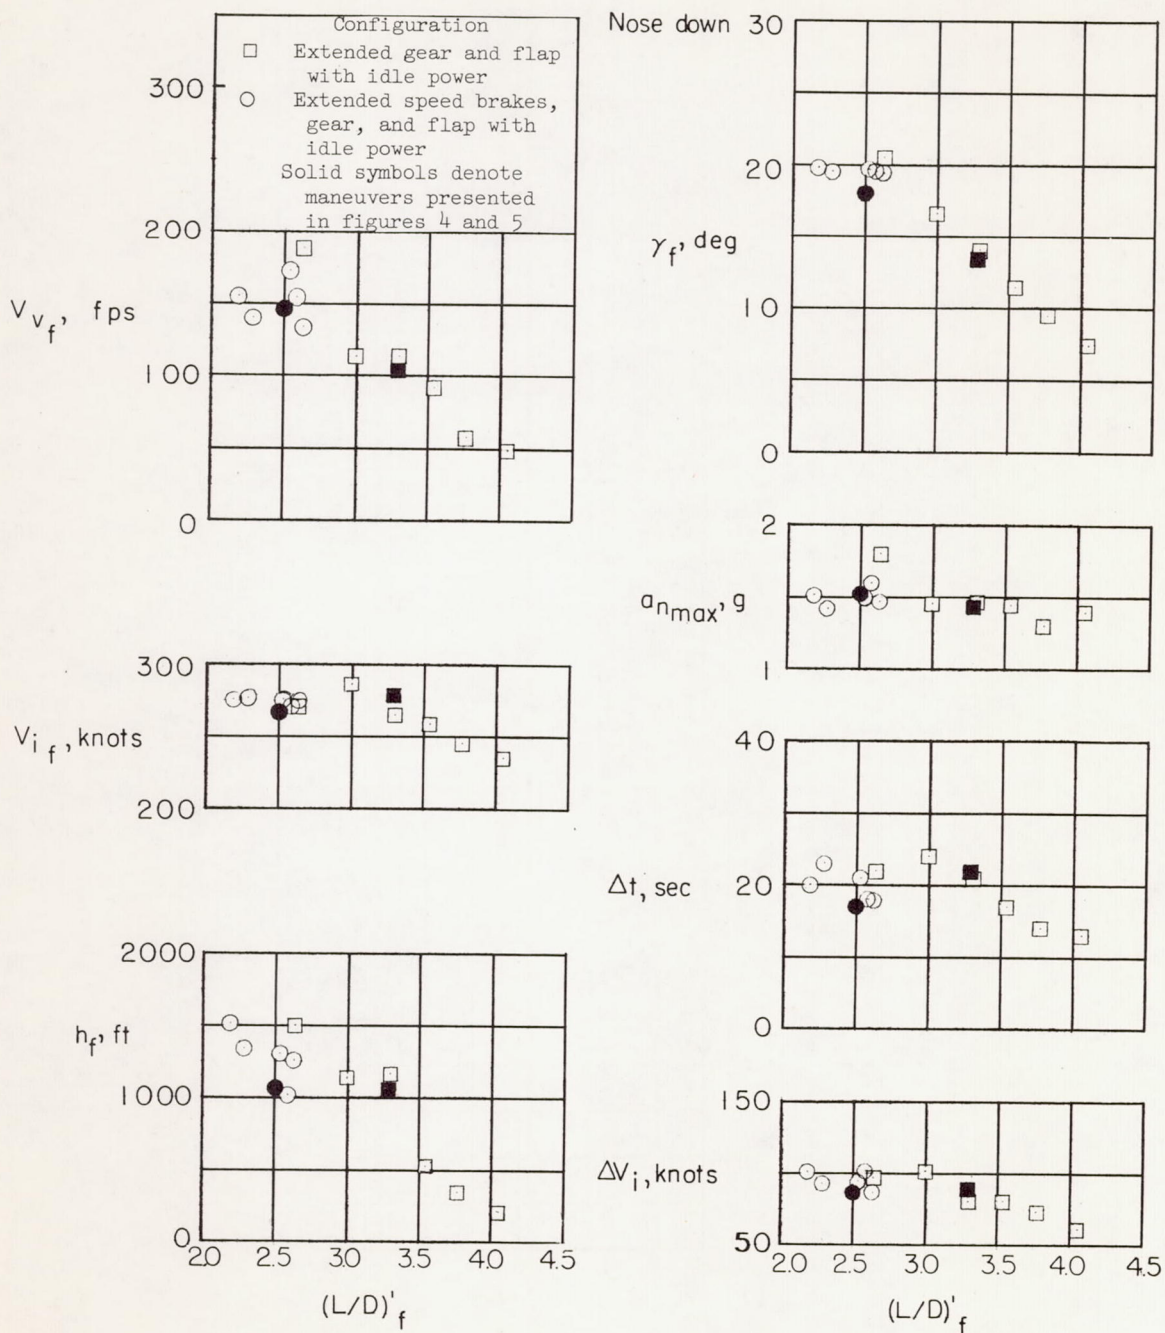 Configuration
Extended gear and flap
with idle power
Extended speed brakes,
gear, and flap with
idle power
Solid symbols denote
maneuvers presented
in figures 4 and 5
300
200
100
0
V_v_f, fps
300
200
V_i_f, knots
2000
1000
0
h_f, ft
2.0 2.5 3.0 3.5 4.0 4.5
(L/D)'_f
Nose down 30
20
10
0
γ_f, deg
2
1
a_n_max, g
40
20
0
Δt, sec
150
50
ΔV_i, knots
2.0 2.5 3.0 3.5 4.0 4.5
(L/D)'_f